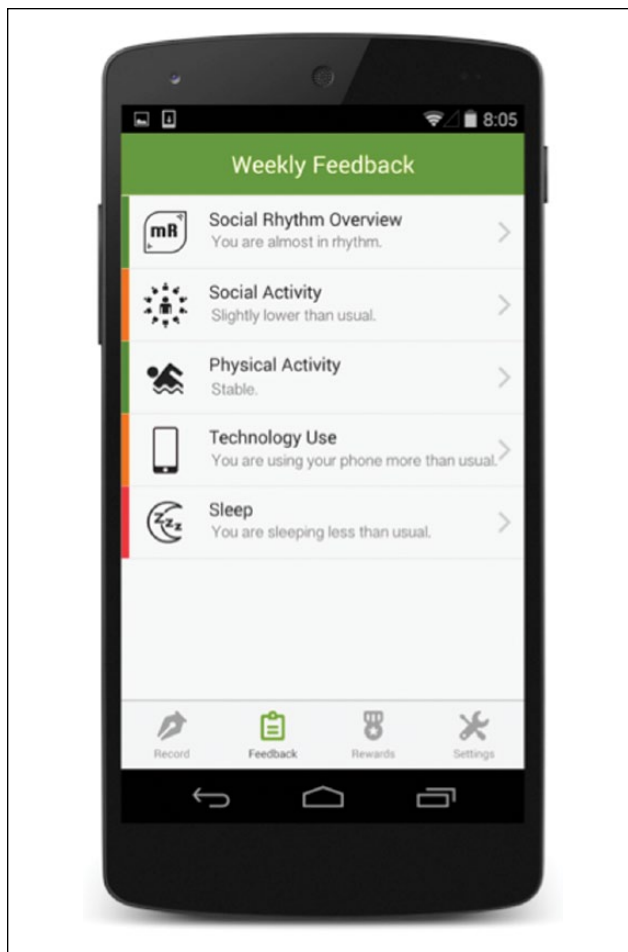 8:05
Weekly Feedback
mR
Social Rhythm Overview
You are almost in rhythm.
Social Activity
Slightly lower than usual.
Physical Activity
Stable.
Technology Use
You are using your phone more than usual.
zzz
Sleep
You are sleeping less than usual.
Record
Feedback
Rewards
Settings